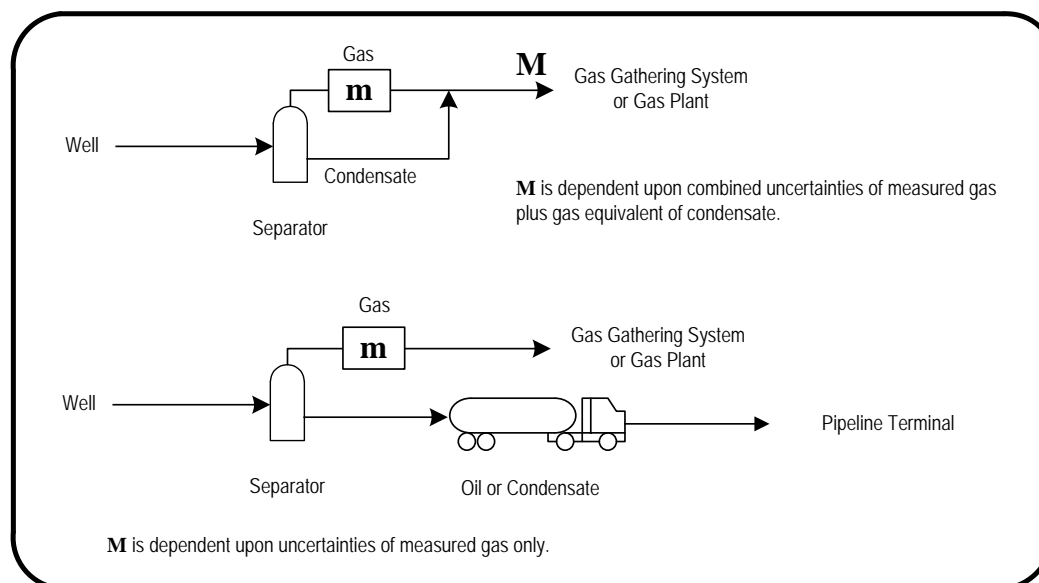 Gas
m
M
Gas Gathering System
or Gas Plant
Well
Condensate
M is dependent upon combined uncertainties of measured gas
plus gas equivalent of condensate.
Separator
Gas
m
Gas Gathering System
or Gas Plant
Well
Pipeline Terminal
Separator
Oil or Condensate
M is dependent upon uncertainties of measured gas only.